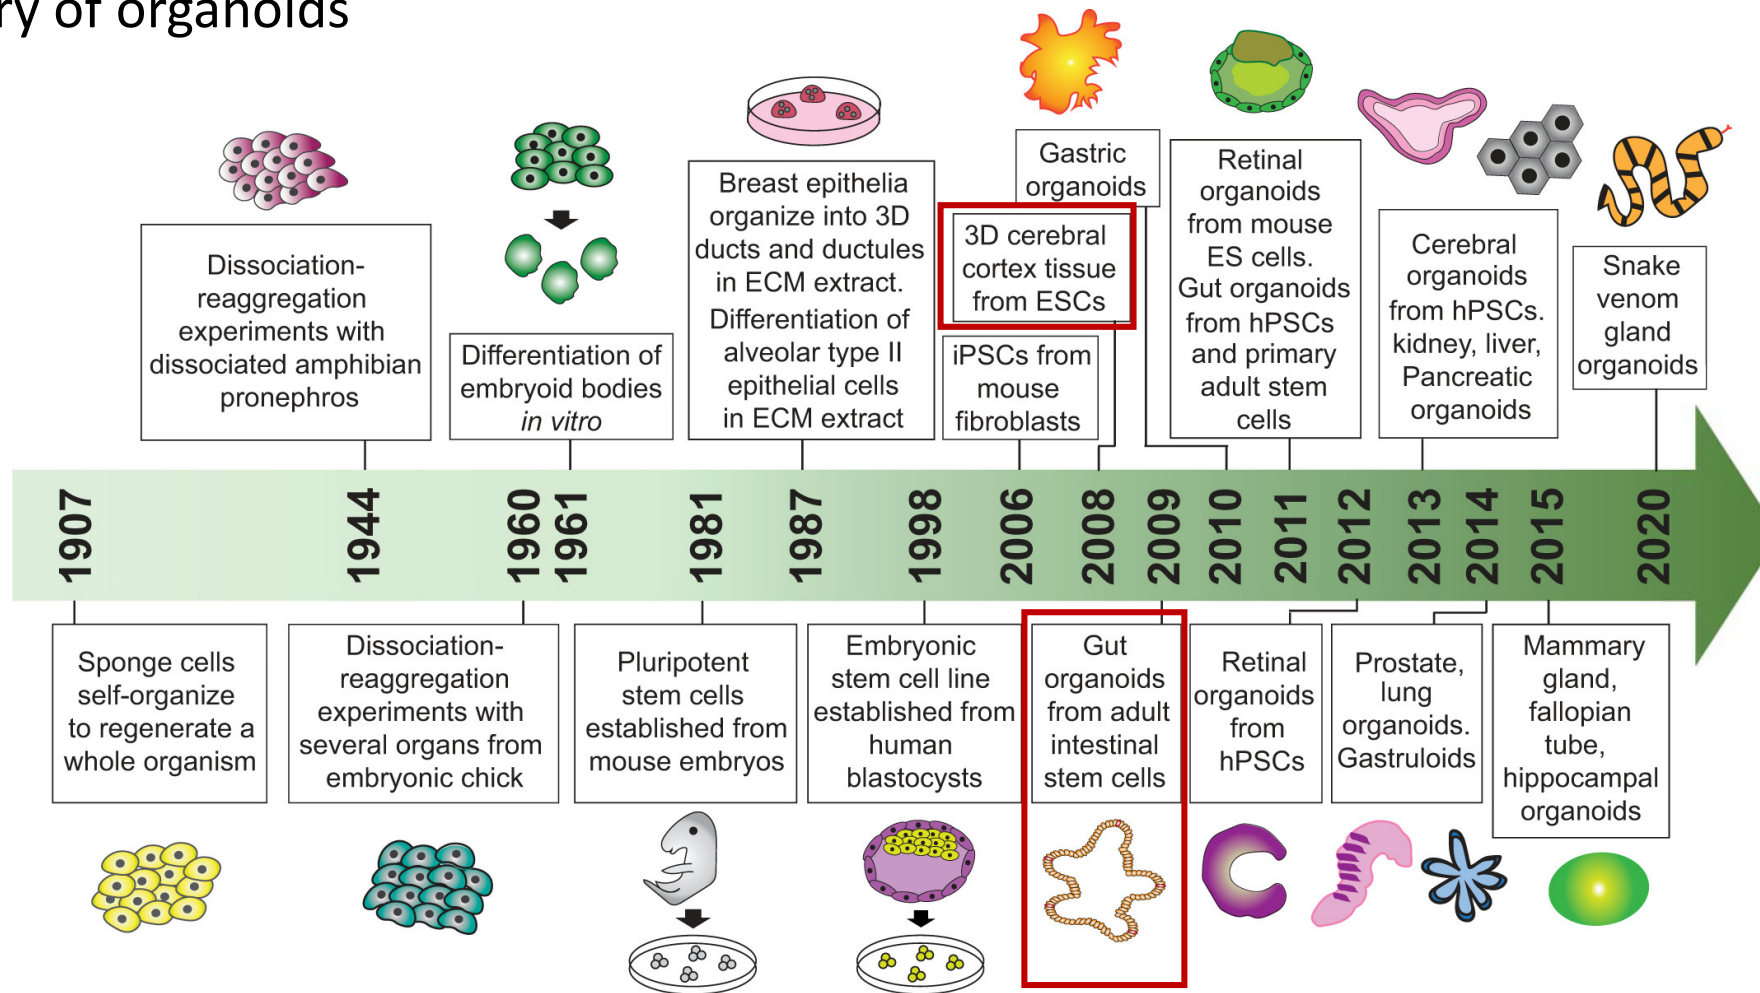 ry of organoids
Dissociation-
reaggregation
experiments with
dissociated amphibian
pronephros
Differentiation of
embryoid bodies
in vitro
Breast epithelia
organize into 3D
ducts and ductules
in ECM extract.
Differentiation of
alveolar type II
epithelial cells
in ECM extract
Gastric
organoids
3D cerebral
cortex tissue
from ESCs
iPSCs from
mouse
fibroblasts
Retinal
organoids
from mouse
ES cells.
Gut organoids
from hPSCs
and primary
adult stem
cells
Cerebral
organoids
from hPSCs.
kidney, liver,
Pancreatic
organoids
Snake
venom
gland
organoids
1907
1944
1960
1961
1981
1987
1998
2006
2008
2009
2010
2011
2012
2013
2014
2015
2020
Sponge cells
self-organize
to regenerate a
whole organism
Dissociation-
reaggregation
experiments with
several organs from
embryonic chick
Pluripotent
stem cells
established from
mouse embryos
Embryonic
stem cell line
established from
human
blastocysts
Gut
organoids
from adult
intestinal
stem cells
Retinal
organoids
from
hPSCs
Prostate,
lung
organoids.
Gastruloids
Mammary
gland,
fallopian
tube,
hippocampal
organoids